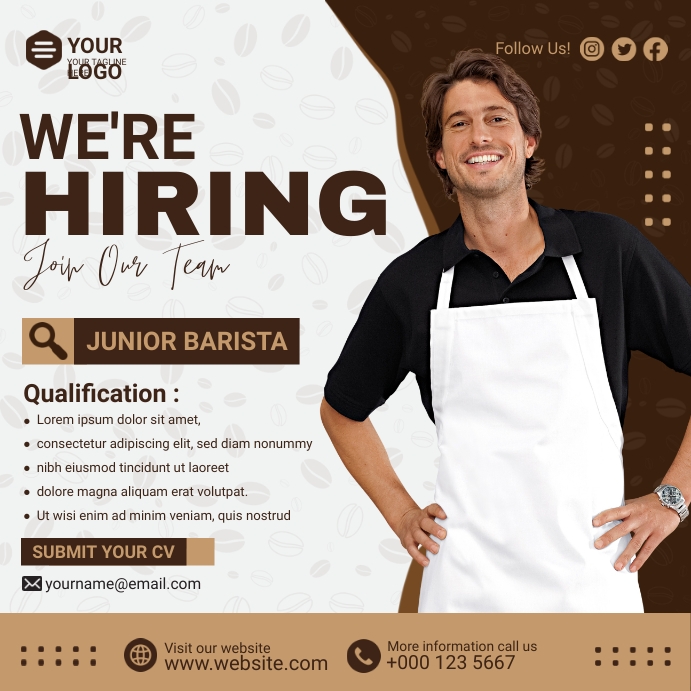 YOUR
LOGO
YOUR TAGLINE
HERE
Follow Us!
WE'RE
HIRING
Join Our Team
JUNIOR BARISTA
Qualification :
• Lorem ipsum dolor sit amet,
• consectetur adipiscing elit, sed diam nonummy
• nibh eiusmod tincidunt ut laoreet
• dolore magna aliquam erat volutpat.
• Ut wisi enim ad minim veniam, quis nostrud
SUBMIT YOUR CV
yourname@email.com
Visit our website
www.website.com
More information call us
+000 123 5667